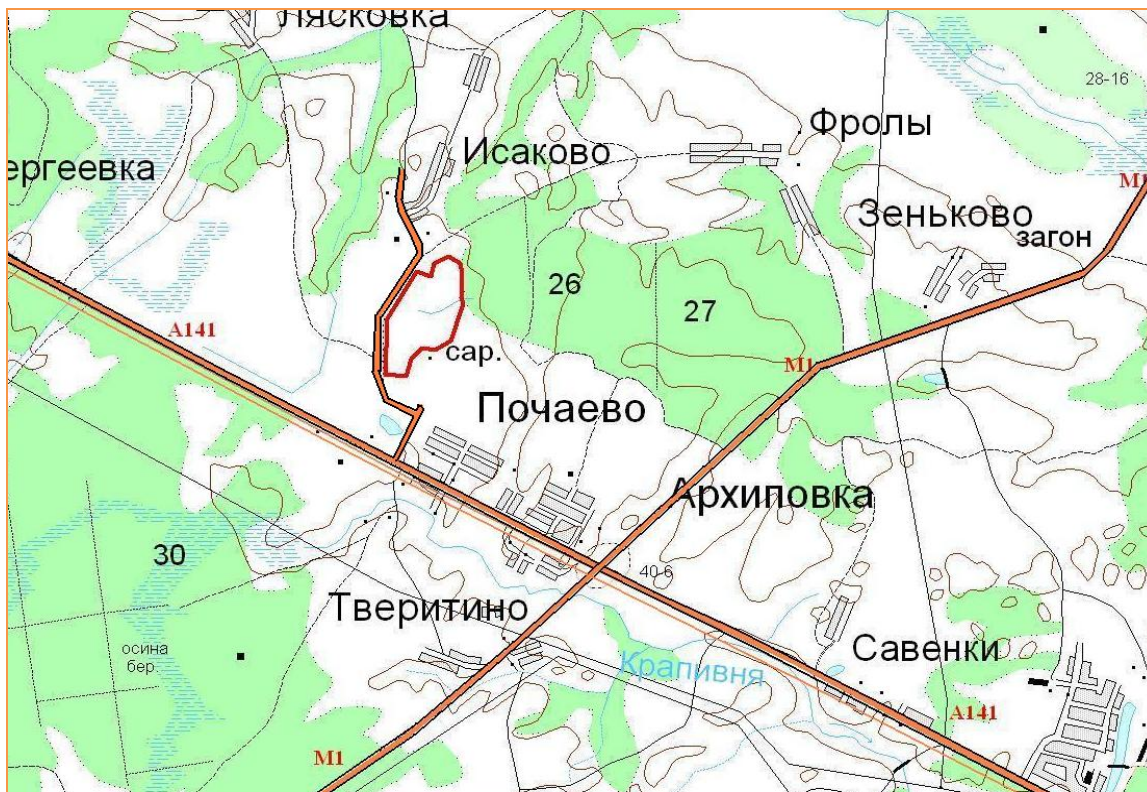 Лясковка
28-16
Фролы
Исаково
ергеевка
М1
Зеньково
загон
26
27
А141
сар.
М1
Почаево
Архиповка
30
40-6
Тверитино
осина
бер.
Савенки
Крапивня
А141
М1